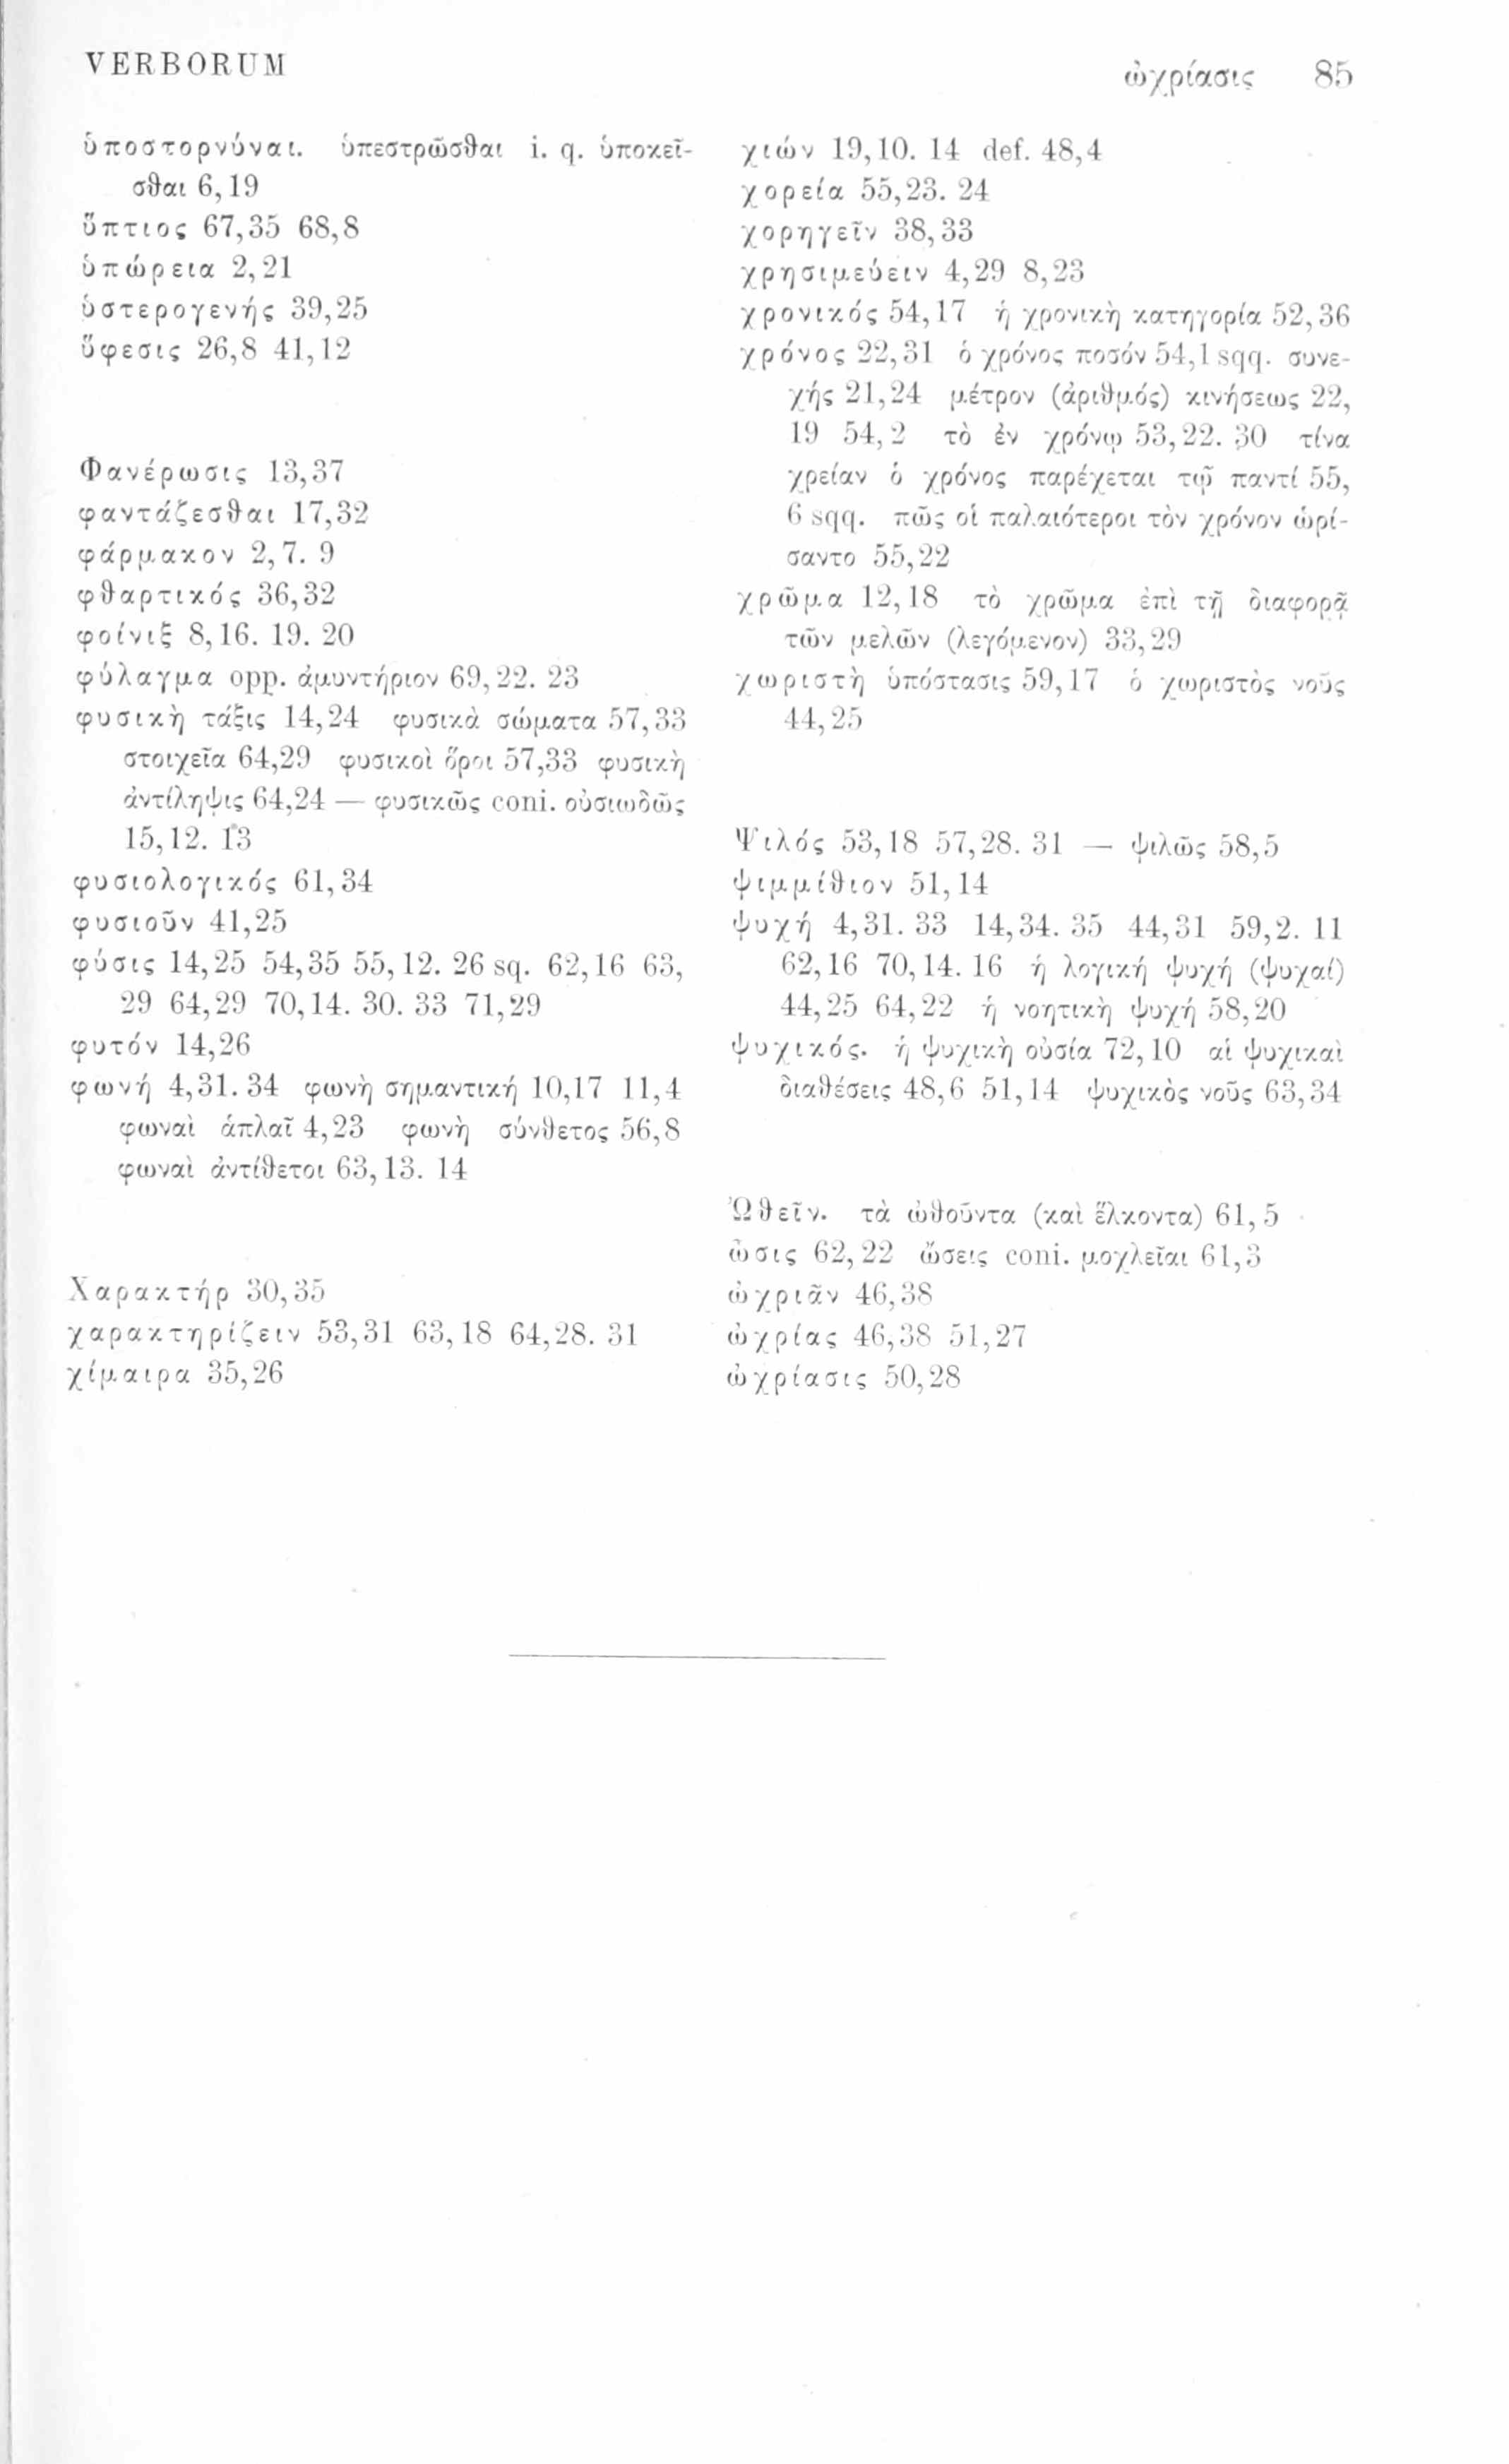 VERBORUM
ὠχρίασις 85
ὑποστορνύναι. ὑπεστρῶσθαι i. q. ὑποκεῖ-
σθαι 6,19
ὕπτιος 67,35 68,8
ὑπώρεια 2,21
ὑστερογενής 39,25
ὕφεσις 26,8 41,12
Φανέρωσις 13,37
φαντάζεσθαι 17,32
φάρμακον 2,7. 9
φθαρτικός 36,32
φοίνιξ 8,16. 19. 20
φύλαγμα opp. ἀμυντήριον 69,22. 23
φυσικὴ τάξις 14,24 φυσικὰ σώματα 57,33
στοιχεῖα 64,29 φυσικοὶ ὅροι 57,33 φυσικὴ
ἀντίληψις 64,24 — φυσικῶς coni. οὐσιωδῶς
15,12. 13
φυσιολογικός 61,34
φυσιοῦν 41,25
φύσις 14,25 54,35 55,12. 26 sq. 62,16 63,
29 64,29 70,14. 30. 33 71,29
φυτόν 14,26
φωνή 4,31. 34 φωνὴ σημαντική 10,17 11,4
φωναὶ ἁπλαῖ 4,23 φωνὴ σύνθετος 56,8
φωναὶ ἀντίθετοι 63,13. 14
Χαρακτήρ 30,35
χαρακτηρίζειν 53,31 63,18 64,28. 31
χίμαιρα 35,26
χιών 19,10. 14 def. 48,4
χορεία 55,23. 24
χορηγεῖν 38,33
χρησιμεύειν 4,29 8,23
χρονικός 54,17 ἡ χρονικὴ κατηγορία 52,36
χρόνος 22,31 ὁ χρόνος ποσόν 54,1 sqq. συνε-
χής 21,24 μέτρον (ἀριθμός) κινήσεως 22,
19 54,2 τὸ ἐν χρόνῳ 53,22. 30 τίνα
χρείαν ὁ χρόνος παρέχεται τῷ παντί 55,
6 sqq. πῶς οἱ παλαιότεροι τὸν χρόνον ὡρί-
σαντο 55,22
χρῶμα 12,18 τὸ χρῶμα ἐπὶ τῇ διαφορᾷ
τῶν μελῶν (λεγόμενον) 33,29
χωριστὴ ὑπόστασις 59,17 ὁ χωριστὸς νοῦς
44,25
Ψιλός 53,18 57,28. 31 — ψιλῶς 58,5
ψιμμίθιον 51,14
ψυχή 4,31. 33 14,34. 35 44,31 59,2. 11
62,16 70,14. 16 ἡ λογική ψυχή (ψυχαί)
44,25 64,22 ἡ νοητικὴ ψυχή 58,20
ψυχικός. ἡ ψυχικὴ οὐσία 72,10 αἱ ψυχικαὶ
διαθέσεις 48,6 51,14 ψυχικὸς νοῦς 63,34
Ὠθεῖν. τὰ ὠθοῦντα (καὶ ἕλκοντα) 61,5
ὦσις 62,22 ὤσεις coni. μοχλεῖαι 61,3
ὠχριᾶν 46,38
ὠχρίας 46,38 51,27
ὠχρίασις 50,28